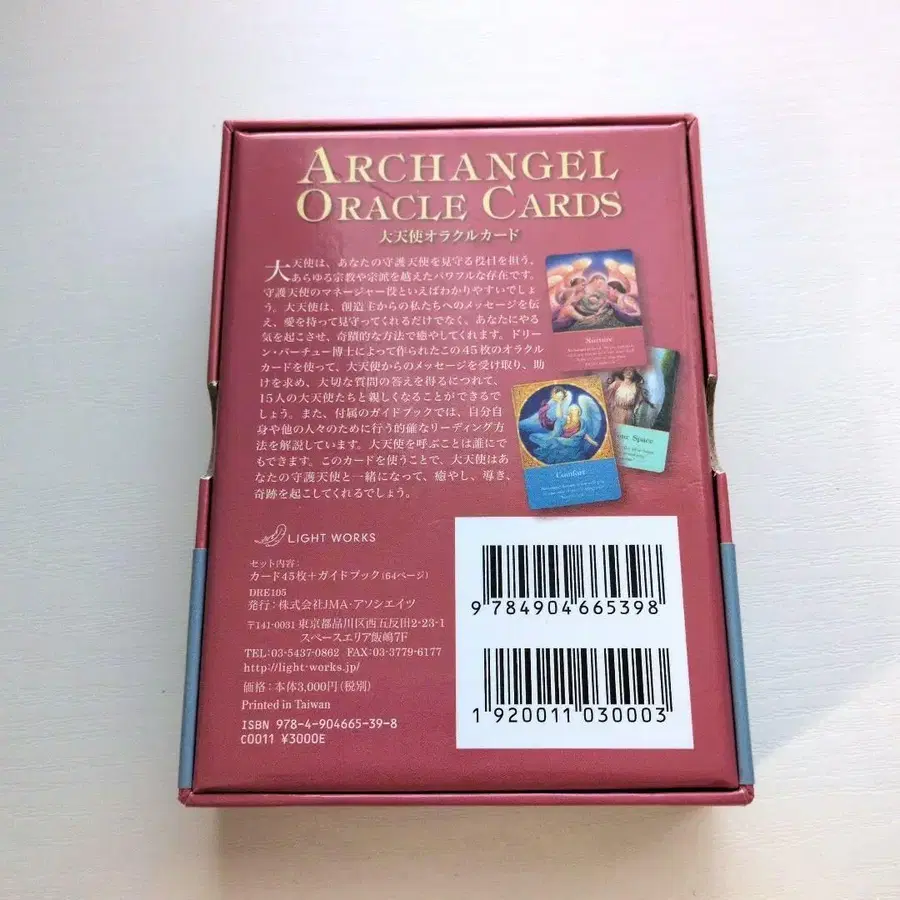 ARCHANGEL
ORACLE CARDS
大天使オラクルカード
大天使は、あなたの守護天使を見守る役目を担う、
あらゆる宗教や宗派を越えたパワフルな存在です。
守護天使のマネージャー役といえばわかりやすいでしょ
う。大天使は、創造主からの私たちへのメッセージを伝
え、愛を持って見守ってくれるだけでなく、あなたにやる
気を起こさせ、奇蹟的な方法で癒やしてくれます。ドリー
ン・バーチュー博士によって作られたこの45枚のオラクル
カードを使って、大天使からのメッセージを受け取り、助
けを求め、大切な質問の答えを得るにつれて、
15人の大天使たちと親しくなることができるで
しょう。また、付属のガイドブックでは、自分自
身や他の人々のために行う的確なリーディング方
法を解説しています。大天使を呼ぶことは誰にで
もできます。このカードを使うことで、大天使はあ
なたの守護天使と一緒になって、癒やし、導き、
奇跡を起こしてくれるでしょう。
Nurture
our Space
Comfort
LIGHT WORKS
セット内容:
カード45枚+ガイドブック(64ページ)
DRE105
発行:株式会社JMA・アソシエイツ
〒141-0031 東京都品川区西五反田2-23-1
スペースエリア飯嶋7F
TEL:03-5437-0862 FAX:03-3779-6177
http://light-works.jp/
価格:本体3,000円(税別)
Printed in Taiwan
ISBN 978-4-904665-39-8
C0011 ¥3000E
9 784904 665398
1 920011 030003